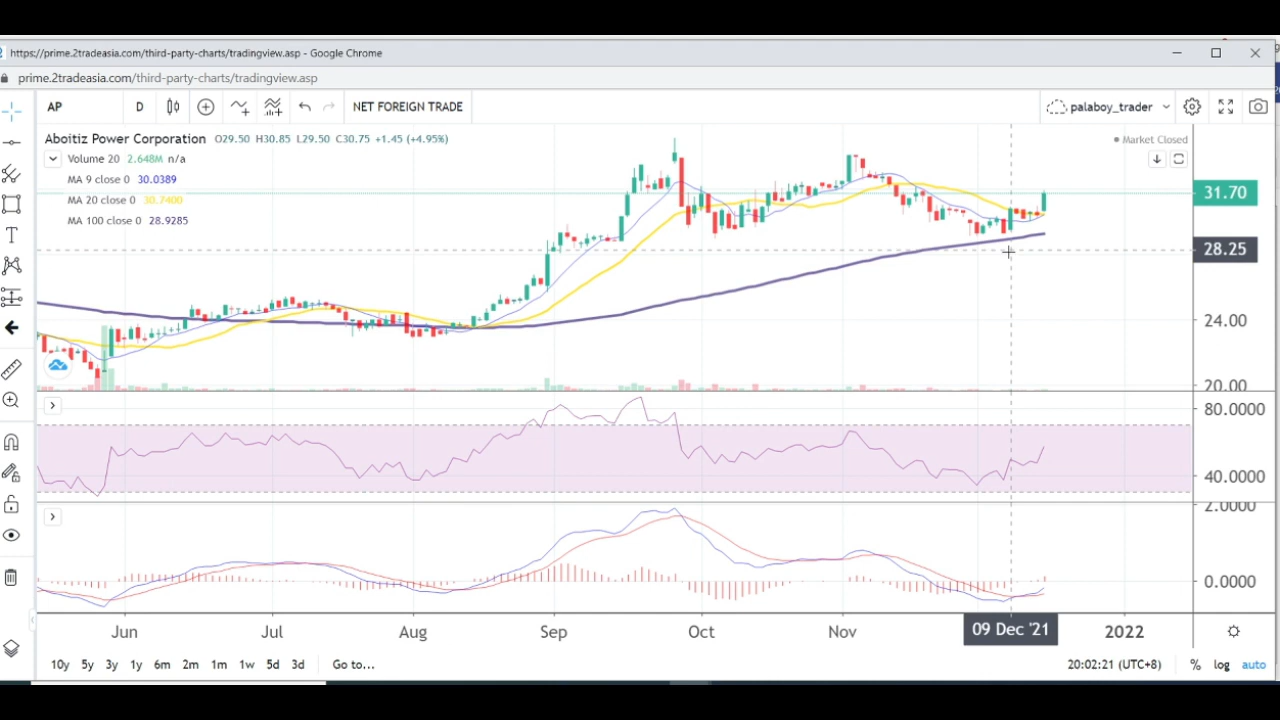 https://prime.2tradeasia.com/third-party-charts/tradingview.asp - Google Chrome
prime.2tradeasia.com/third-party-charts/tradingview.asp
AP D NET FOREIGN TRADE palaboy_trader
Aboitiz Power Corporation O29.50 H30.85 L29.50 C30.75 +1.45 (+4.95%)
Market Closed
Volume 20 2.648M n/a
MA 9 close 0 30.0389
MA 20 close 0 30.7400
MA 100 close 0 28.9285
31.70
28.25
24.00
20.00
80.0000
40.0000
2.0000
0.0000
Jun Jul Aug Sep Oct Nov 09 Dec '21 2022
10y 5y 3y 1y 6m 2m 1m 1w 5d 3d Go to... 20:02:21 (UTC+8) % log auto